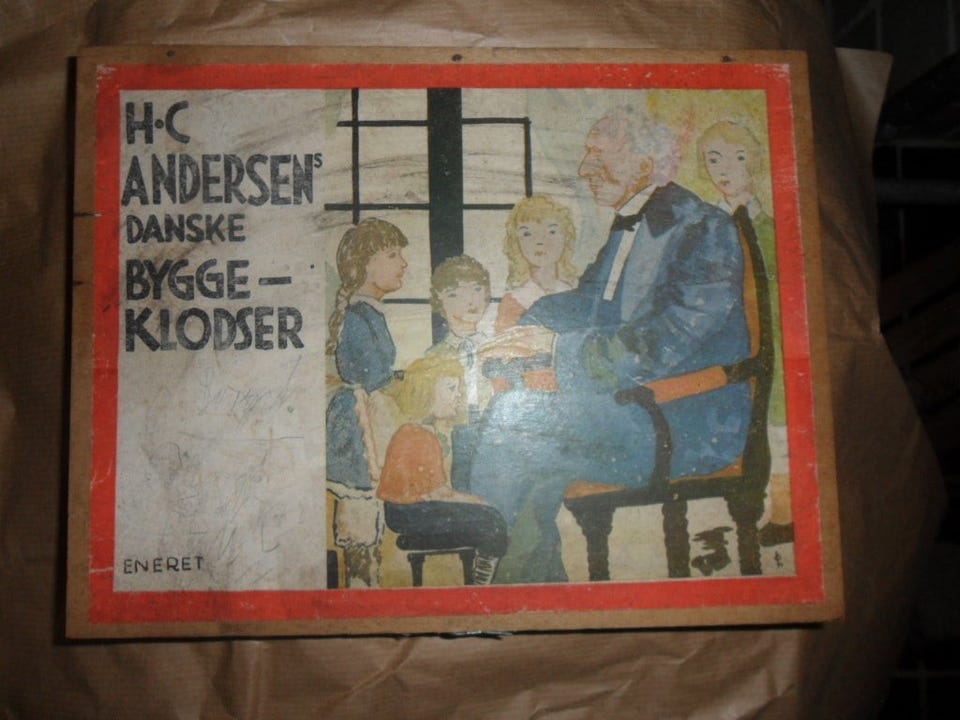 H·C
ANDERSENs
DANSKE
BYGGE—
KLODSER
ENERET